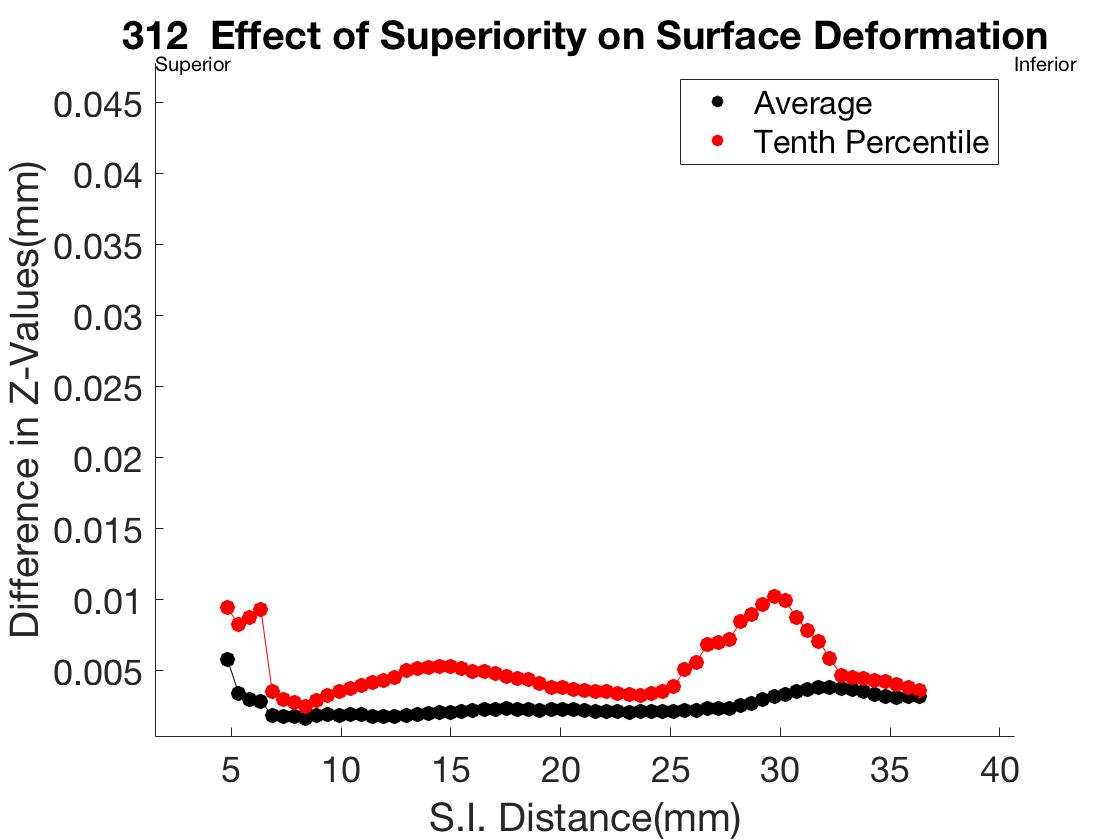 312  Effect of Superiority on Surface Deformation
Superior
Inferior
Average
Tenth Percentile
Difference in Z-Values(mm)
0.045
0.04
0.035
0.03
0.025
0.02
0.015
0.01
0.005
5 10 15 20 25 30 35 40
S.I. Distance(mm)